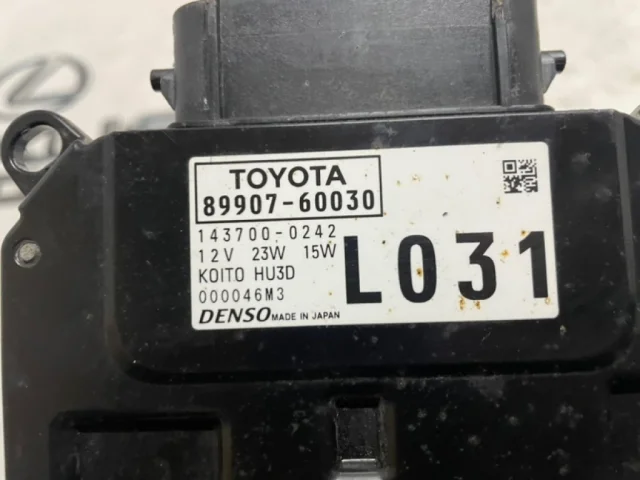 TOYOTA
89907-60030
143700-0242
12V 23W 15W
KOITO HU3D
000046M3
DENSO MADE IN JAPAN
L031